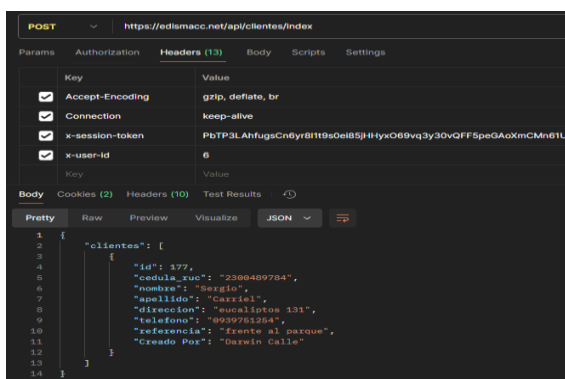 POST https://edismacc.net/api/clientes/index
Params Authorization Headers (13) Body Scripts Settings
Key Value
Accept-Encoding gzip, deflate, br
Connection keep-alive
x-session-token
x-user-id 6
Key Value
Body Cookies (2) Headers (10) Test Results
Pretty Raw Preview Visualize JSON
1 {
2 "clientes": [
3 {
4 "id": 177,
5 "cedula_ruc": "2300489784",
6 "nombre": "Sergio",
7 "apellido": "Carriel",
8 "direccion": "eucaliptos 131",
9 "telefono": "0939751254",
10 "referencia": "frente al parque",
11 "Creado Por": "Darwin Calle"
12 }
13 ]
14 }